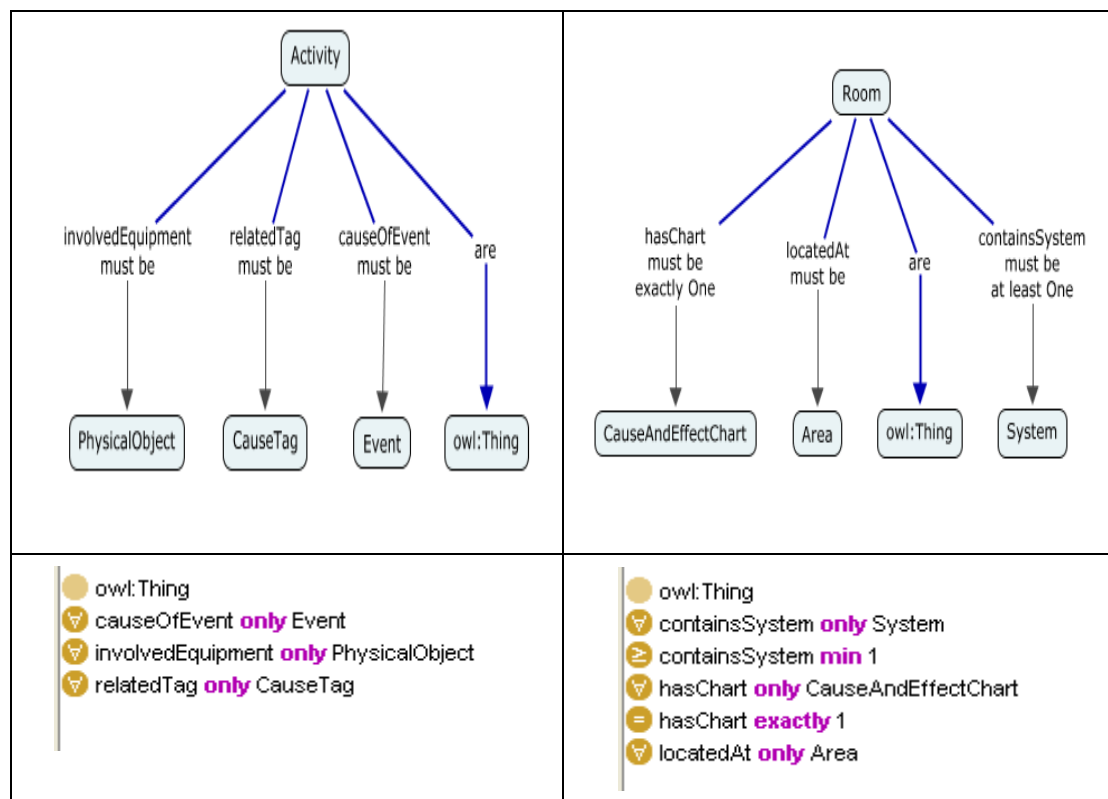 Activity
involvedEquipment
must be
relatedTag
must be
causeOfEvent
must be
are
PhysicalObject
CauseTag
Event
owl:Thing
Room
hasChart
must be
exactly One
locatedAt
must be
are
containsSystem
must be
at least One
CauseAndEffectChart
Area
owl:Thing
System
owl:Thing
∀ causeOfEvent only Event
∀ involvedEquipment only PhysicalObject
∀ relatedTag only CauseTag
owl:Thing
∀ containsSystem only System
≥ containsSystem min 1
∀ hasChart only CauseAndEffectChart
= hasChart exactly 1
∀ locatedAt only Area